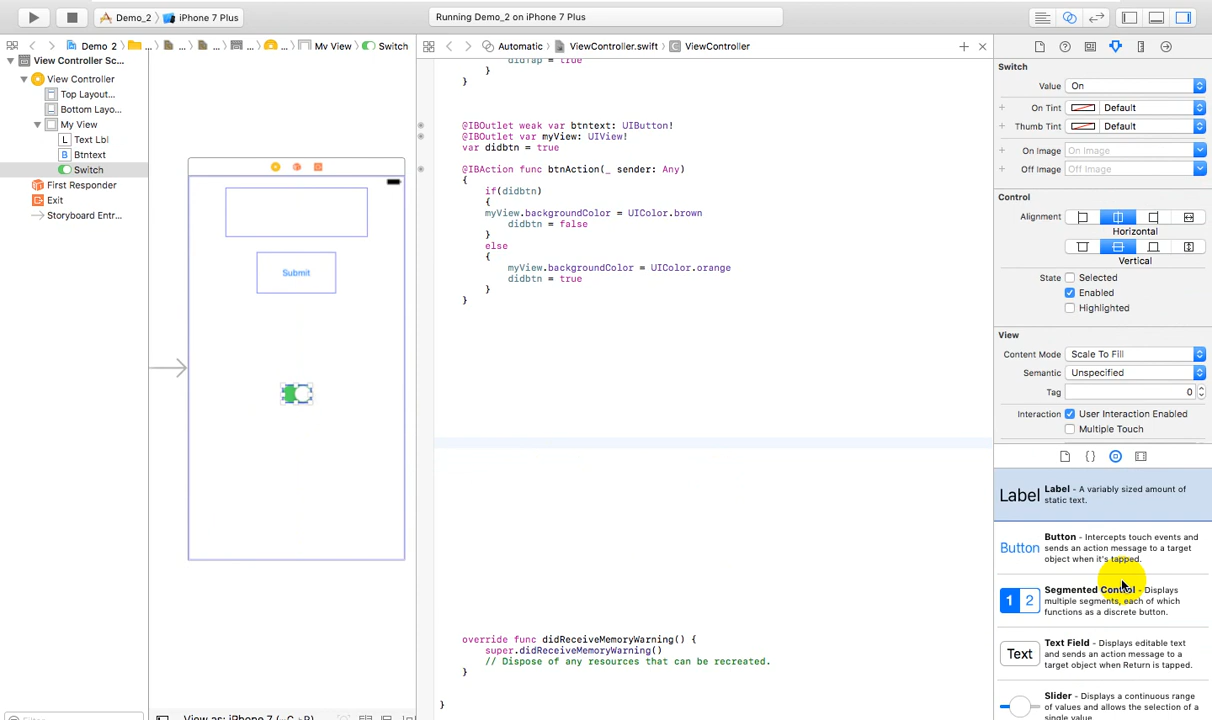 Demo_2 iPhone 7 Plus
Running Demo_2 on iPhone 7 Plus
Demo 2 ... ... ... ... ... My View Switch
Automatic ViewController.swift ViewController
View Controller Sc...
View Controller
Top Layout...
Bottom Layo...
My View
L Text Lbl
B Btntext
Switch
First Responder
Exit
Storyboard Entr...
Submit
View as: iPhone 7
didTap = true
}
}
@IBOutlet weak var btntext: UIButton!
@IBOutlet var myView: UIView!
var didbtn = true
@IBAction func btnAction(_ sender: Any)
{
if(didbtn)
{
myView.backgroundColor = UIColor.brown
didbtn = false
}
else
{
myView.backgroundColor = UIColor.orange
didbtn = true
}
}
override func didReceiveMemoryWarning() {
super.didReceiveMemoryWarning()
// Dispose of any resources that can be recreated.
}
}
Switch
Value On
+ On Tint Default
+ Thumb Tint Default
+ On Image On Image
+ Off Image Off Image
Control
Alignment
Horizontal
Vertical
State Selected
Enabled
Highlighted
View
Content Mode Scale To Fill
Semantic Unspecified
Tag 0
Interaction User Interaction Enabled
Multiple Touch
{ }
Label Label - A variably sized amount of
static text.
Button - Intercepts touch events and
Button sends an action message to a target
object when it's tapped.
Segmented Control - Displays
1 2 multiple segments, each of which
functions as a discrete button.
Text Field - Displays editable text
Text and sends an action message to a
target object when Return is tapped.
Slider - Displays a continuous range
of values and allows the selection of
a single value.